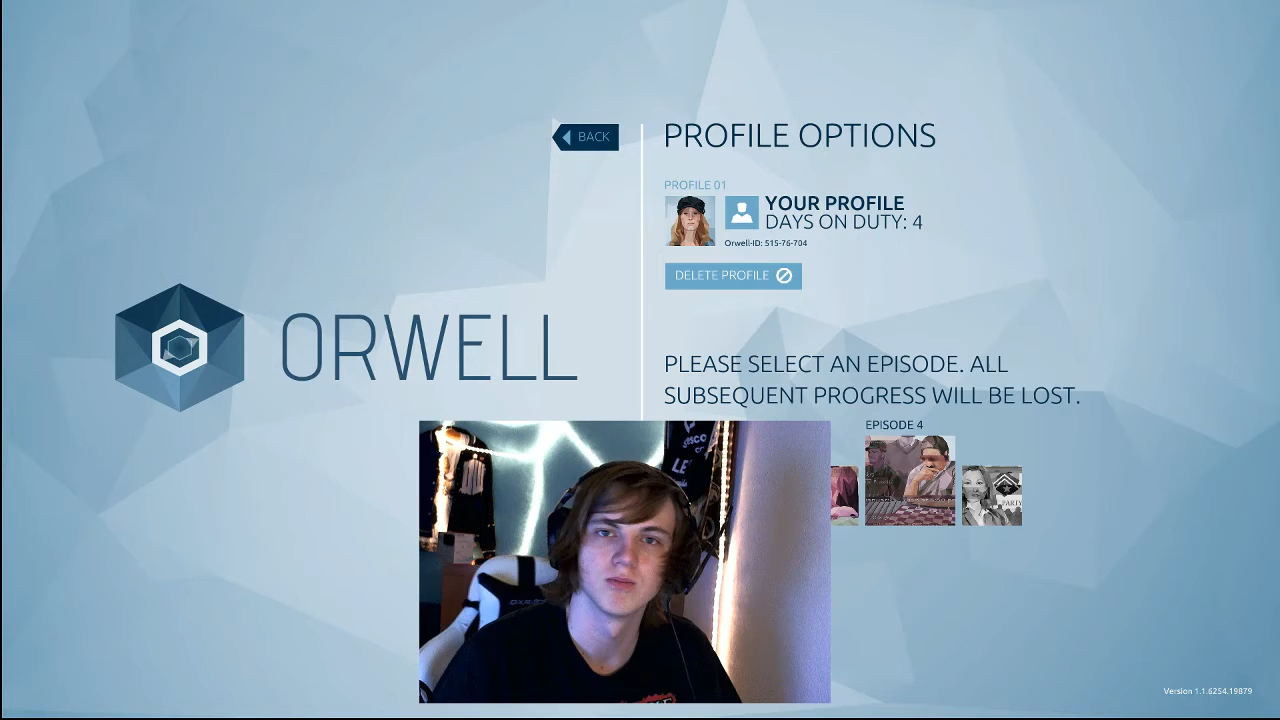 BACK
PROFILE OPTIONS
PROFILE 01
YOUR PROFILE
DAYS ON DUTY: 4
Orwell-ID: 515-76-704
DELETE PROFILE
ORWELL
PLEASE SELECT AN EPISODE. ALL
SUBSEQUENT PROGRESS WILL BE LOST.
EPISODE 4
PARTY
Version 1.1.6254.19879